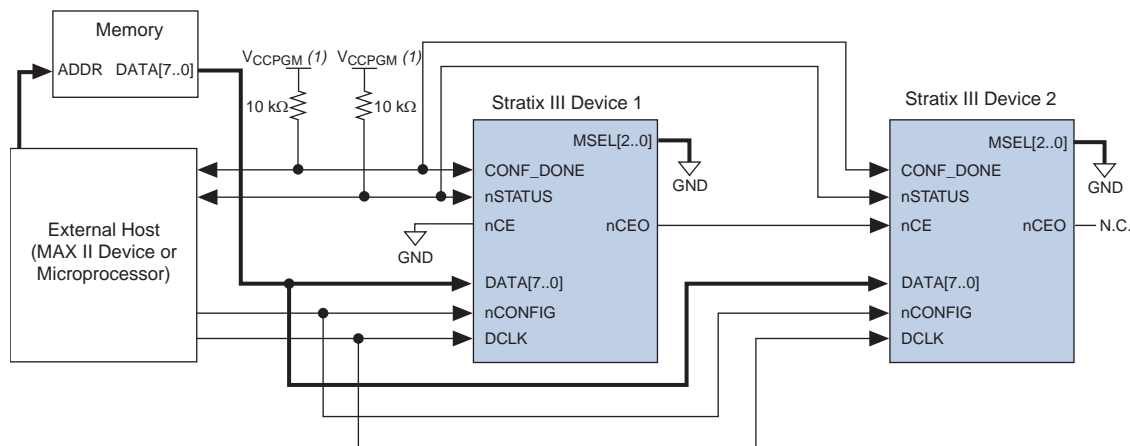 Memory
ADDR DATA[7..0]
VCCPGM (1) VCCPGM (1)
10 kΩ 10 kΩ
Stratix III Device 1
Stratix III Device 2
MSEL[2..0]
MSEL[2..0]
CONF_DONE
GND
CONF_DONE
GND
nSTATUS
nSTATUS
External Host
(MAX II Device or
Microprocessor)
nCE nCEO
nCE nCEO N.C.
GND
DATA[7..0]
DATA[7..0]
nCONFIG
nCONFIG
DCLK
DCLK